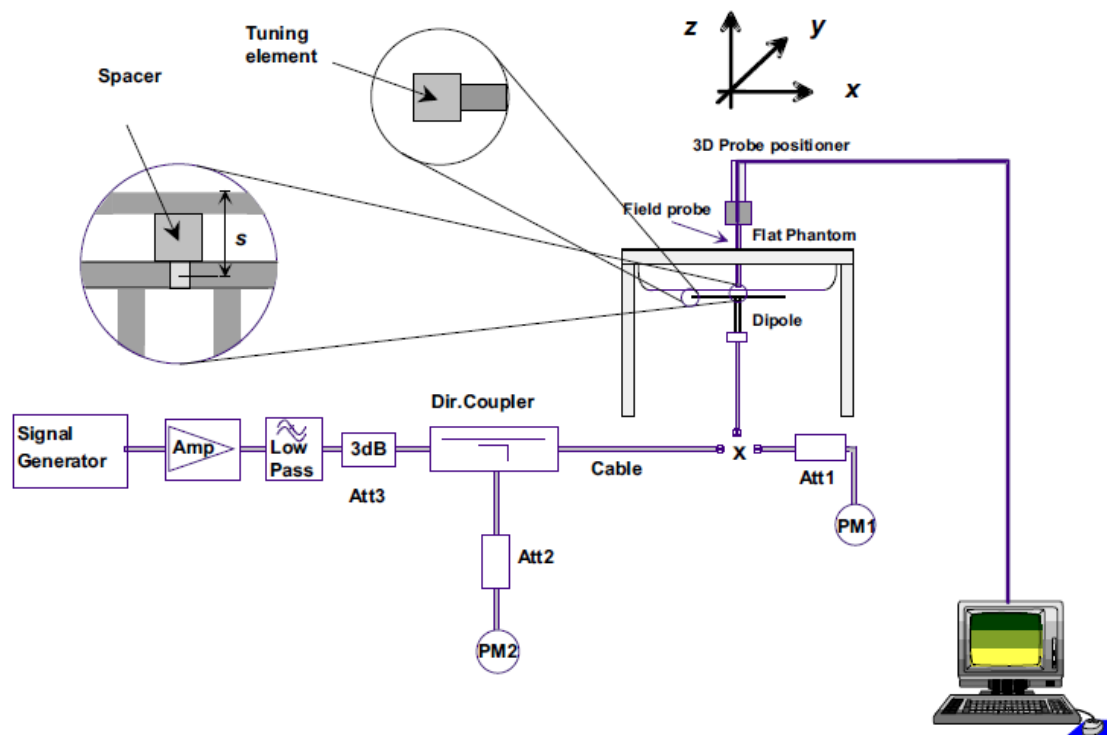 Tuning
element
Spacer
s
z
y
x
3D Probe positioner
Field probe
Flat Phantom
Dipole
Dir.Coupler
Signal
Generator
Amp
Low
Pass
3dB
Att3
Cable
x
Att1
PM1
Att2
PM2